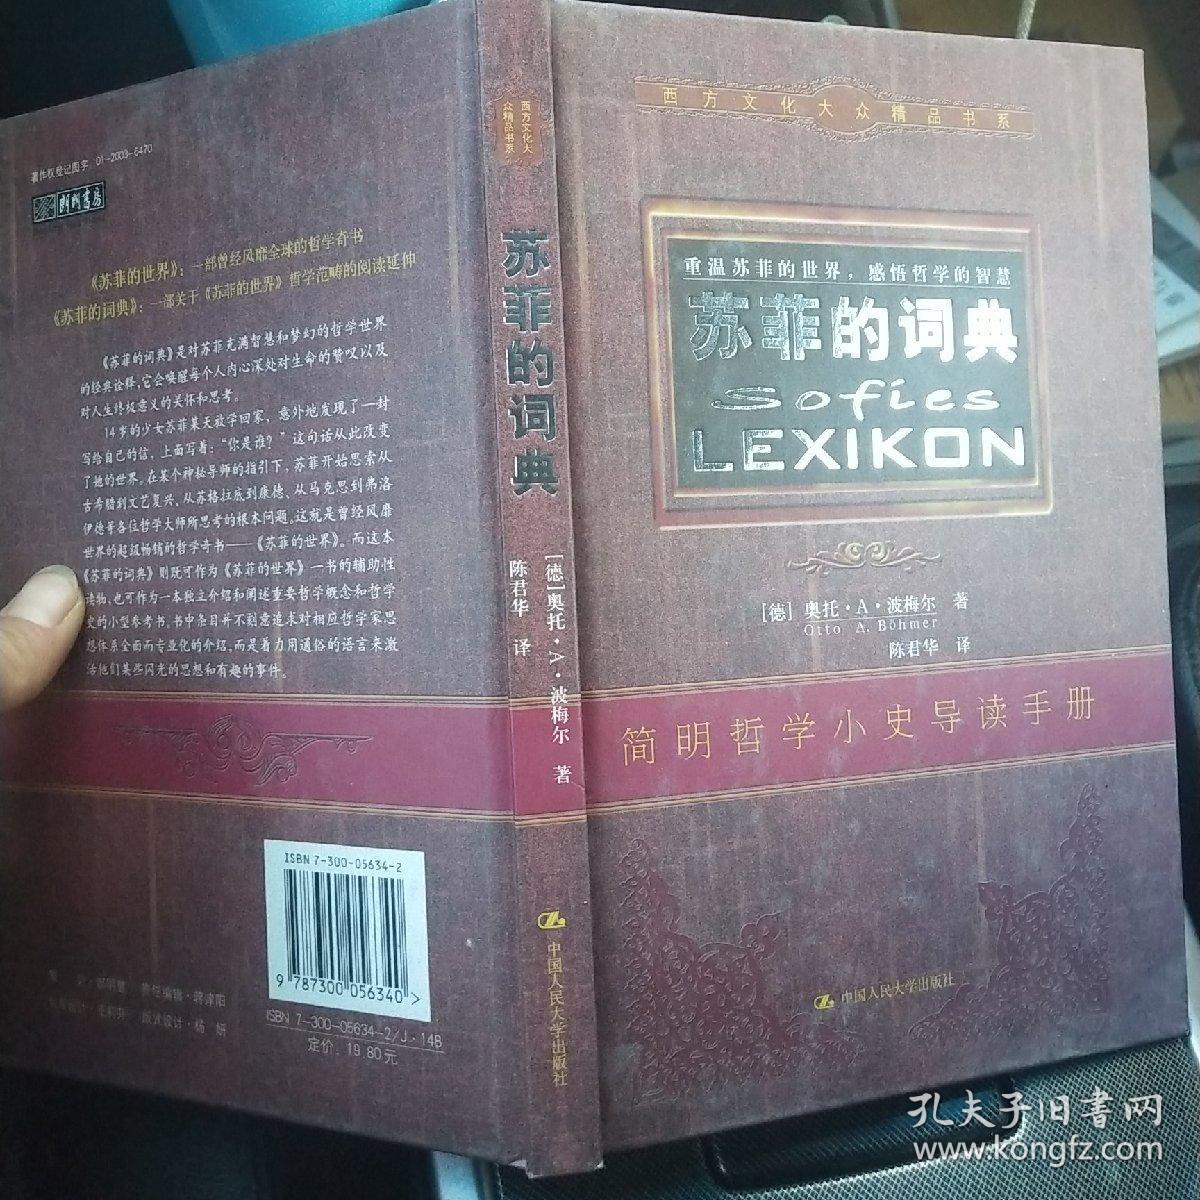 西方文化大众精品书系
重温苏菲的世界，感悟哲学的智慧
苏菲的词典
Sofies
LEXIKON
[德] 奥托·A·波梅尔 著
Otto A. Böhmer
陈君华 译
简明哲学小史导读手册
中国人民大学出版社
西方文化大
众精品书系
苏菲的词典
[德]奥托·A·波梅尔 著
陈君华 译
中国人民大学出版社
著作权登记图字：01-2003-6470
朗朗书房
《苏菲的世界》：一部曾经风靡全球的哲学奇书
《苏菲的词典》：一部关于《苏菲的世界》哲学范畴的阅读延伸
《苏菲的词典》是对苏菲充满智慧和梦幻的哲学世界
的经典诠释，它会唤醒每个人内心深处对生命的赞叹以及
对人生终极意义的关怀和思考。
14岁的少女苏菲某天放学回家，意外地发现了一封
写给自己的信，上面写着：“你是谁？”这句话从此改变
了她的世界。在某个神秘导师的指引下，苏菲开始思索从
古希腊到文艺复兴、从苏格拉底到康德、从马克思到弗洛
伊德等各位哲学大师所思考的根本问题。这就是曾经风靡
世界的超级畅销的哲学奇书——《苏菲的世界》。而这本
《苏菲的词典》则既可作为《苏菲的世界》一书的辅助性
读物，也可作为一本独立介绍和阐述重要哲学概念和哲学
史的小型参考书。书中条目并不刻意追求对相应哲学家思
想体系全面而专业化的介绍，而是着力用通俗的语言来激
活他们某些闪光的思想和有趣的事件。
ISBN 7-300-05634-2
9 787300 056340 >
ISBN 7-300-05634-2/J·148
定价：19.80元
责任编辑·
版式设计·杨 妍
孔夫子旧书网
www.kongfz.com